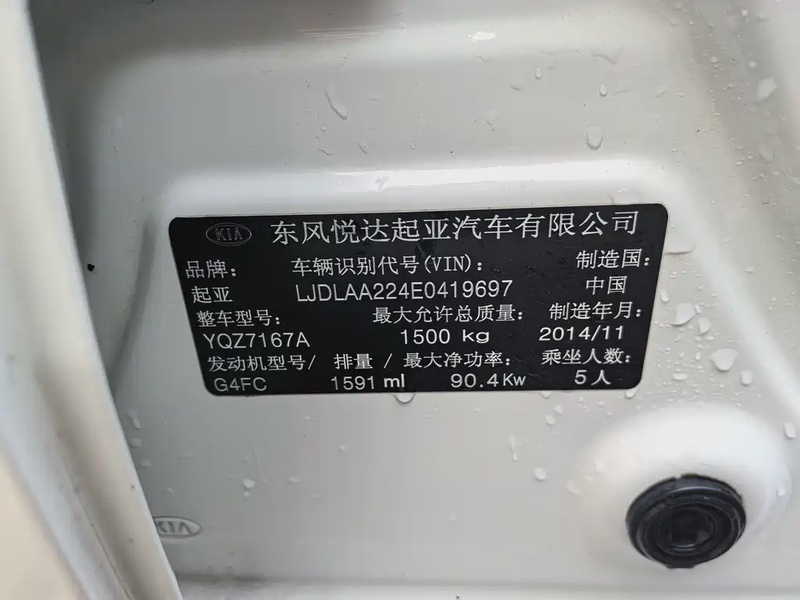 KIA 东风悦达起亚汽车有限公司
品牌： 车辆识别代号(VIN)： 制造国：
起亚 LJDLAA224E0419697 中国
整车型号： 最大允许总质量： 制造年月：
YQZ7167A 1500 kg 2014/11
发动机型号/ 排量 / 最大净功率： 乘坐人数：
G4FC 1591 ml 90.4Kw 5人
KIA